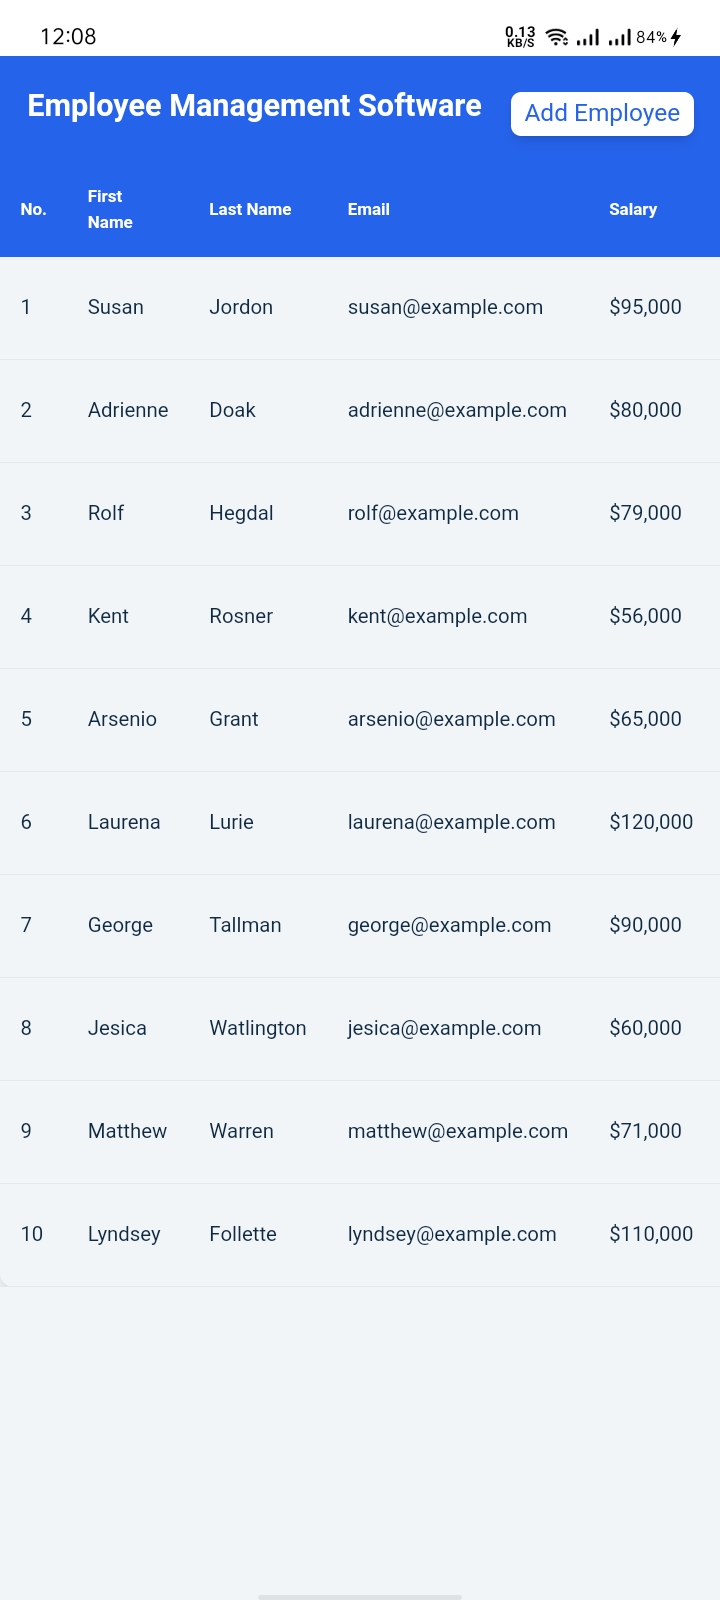 12:08 0.13 KB/S 84%
Employee Management Software Add Employee
No. First Name Last Name Email Salary
1 Susan Jordon susan@example.com $95,000
2 Adrienne Doak adrienne@example.com $80,000
3 Rolf Hegdal rolf@example.com $79,000
4 Kent Rosner kent@example.com $56,000
5 Arsenio Grant arsenio@example.com $65,000
6 Laurena Lurie laurena@example.com $120,000
7 George Tallman george@example.com $90,000
8 Jesica Watlington jesica@example.com $60,000
9 Matthew Warren matthew@example.com $71,000
10 Lyndsey Follette lyndsey@example.com $110,000